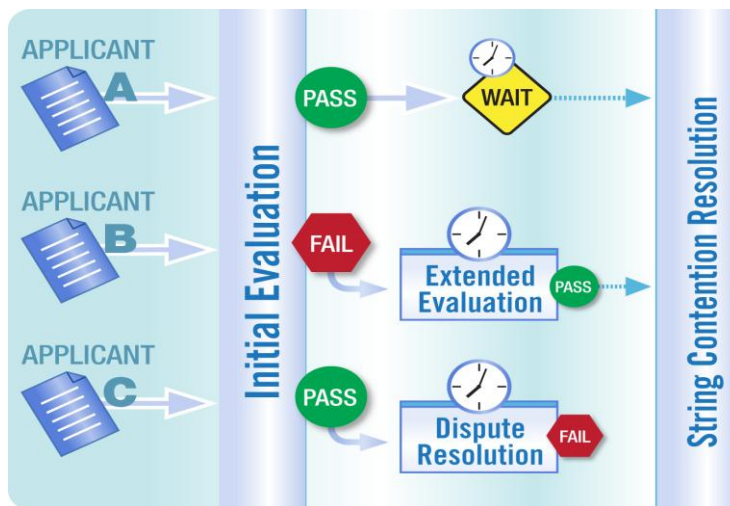 APPLICANT
A
PASS
WAIT
APPLICANT
B
FAIL
Extended
Evaluation
PASS
APPLICANT
C
PASS
Dispute
Resolution
FAIL
Initial Evaluation
String Contention Resolution